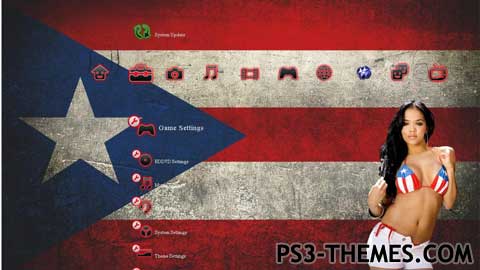 System Update
Game Settings
BD/DVD Settings
System Settings
Theme Settings
PS3-THEMES.COM